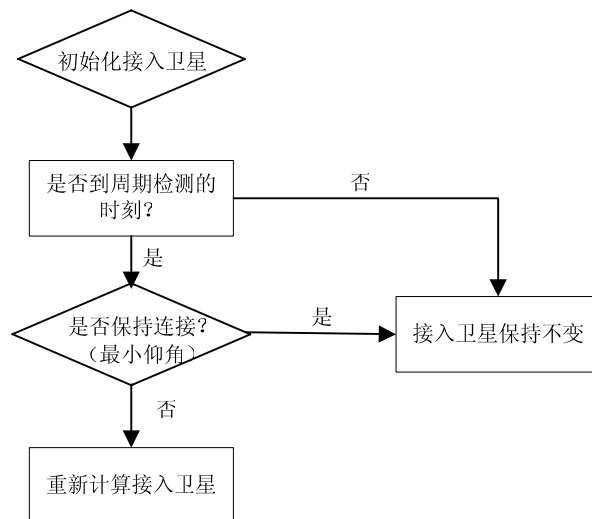 初始化接入卫星
是否到周期检测的
时刻?
否
是
是否保持连接?
(最小仰角)
是
接入卫星保持不变
否
重新计算接入卫星